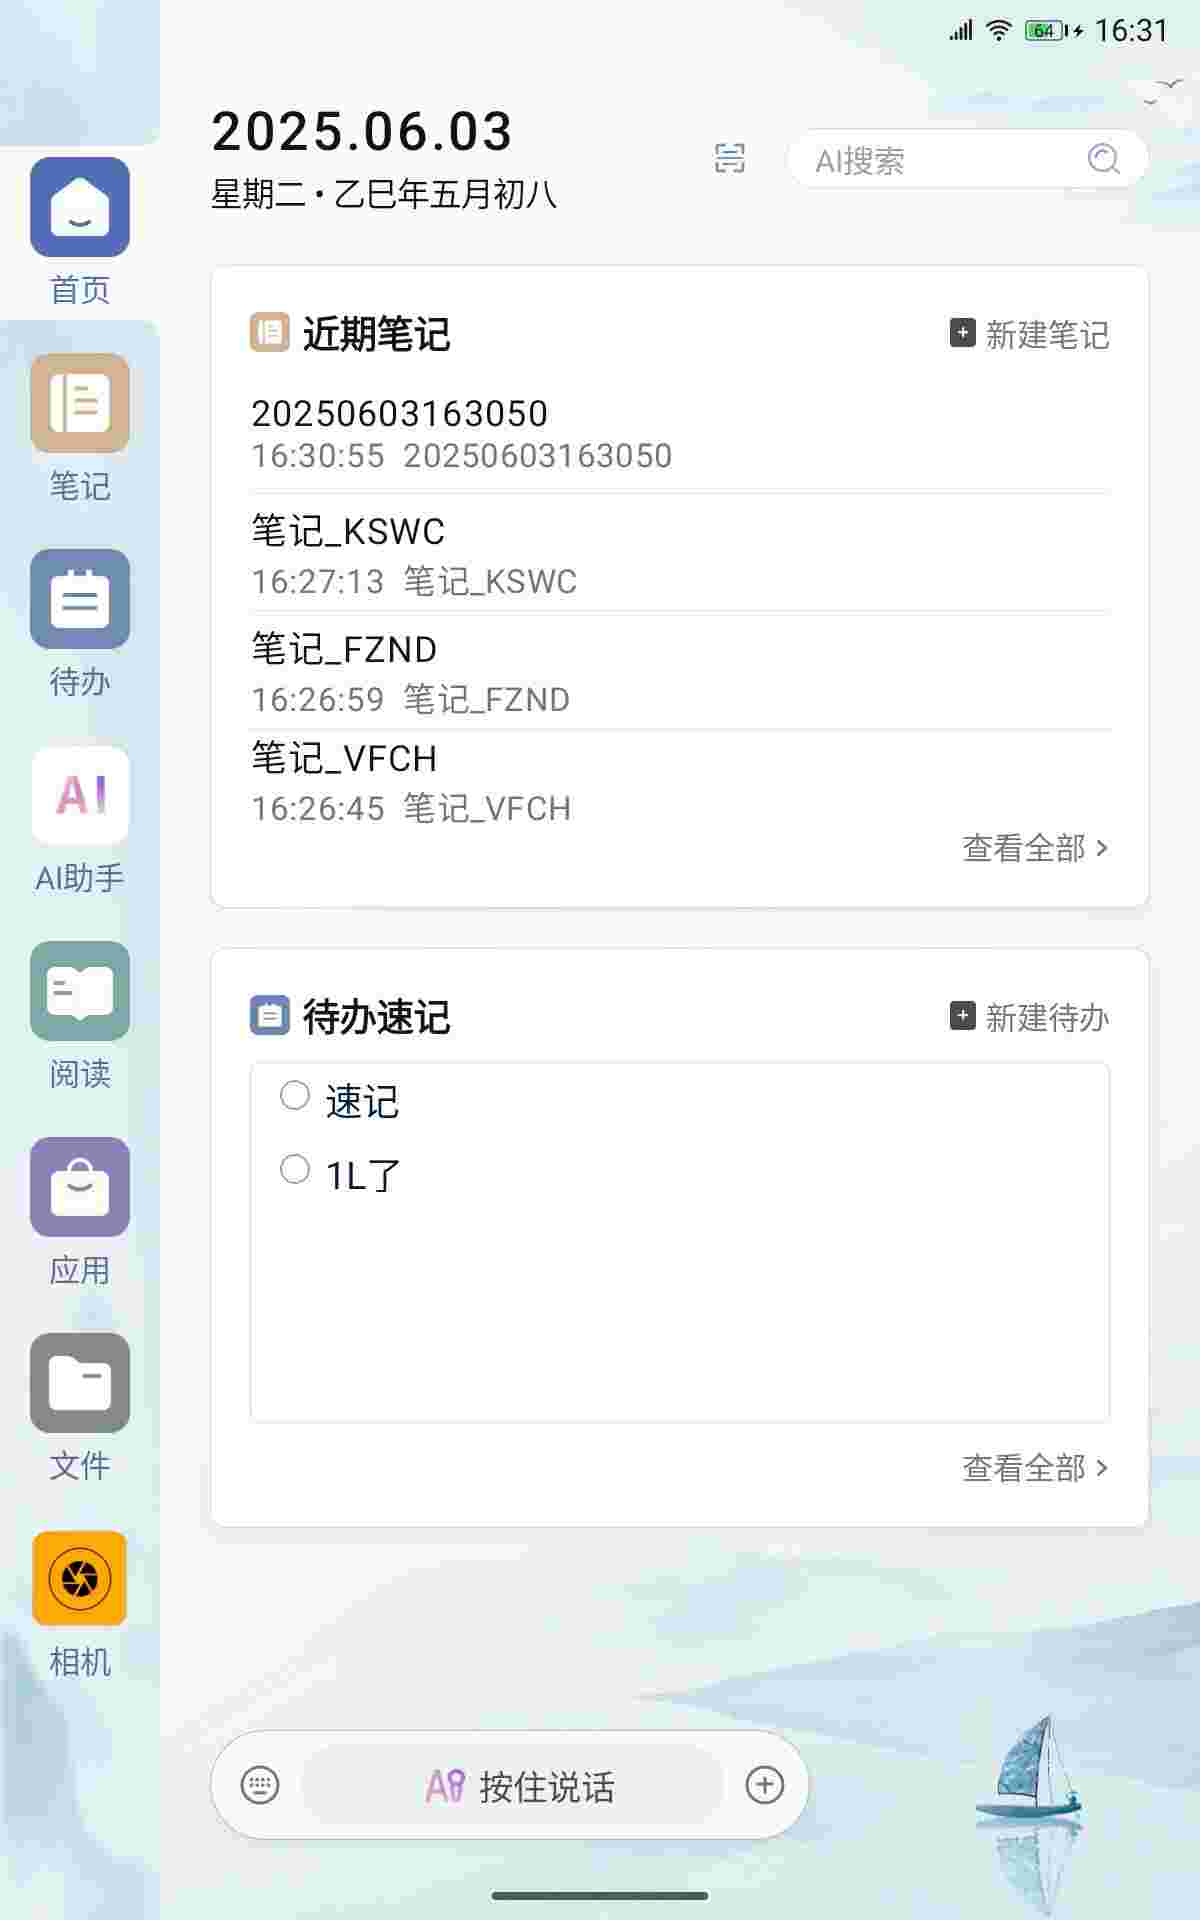 64 16:31
2025.06.03
星期二·乙巳年五月初八
AI搜索
首页
笔记
待办
AI
AI助手
阅读
应用
文件
相机
近期笔记
新建笔记
20250603163050
16:30:55 20250603163050
笔记_KSWC
16:27:13 笔记_KSWC
笔记_FZND
16:26:59 笔记_FZND
笔记_VFCH
16:26:45 笔记_VFCH
查看全部 >
待办速记
新建待办
速记
1L了
查看全部 >
AI 按住说话